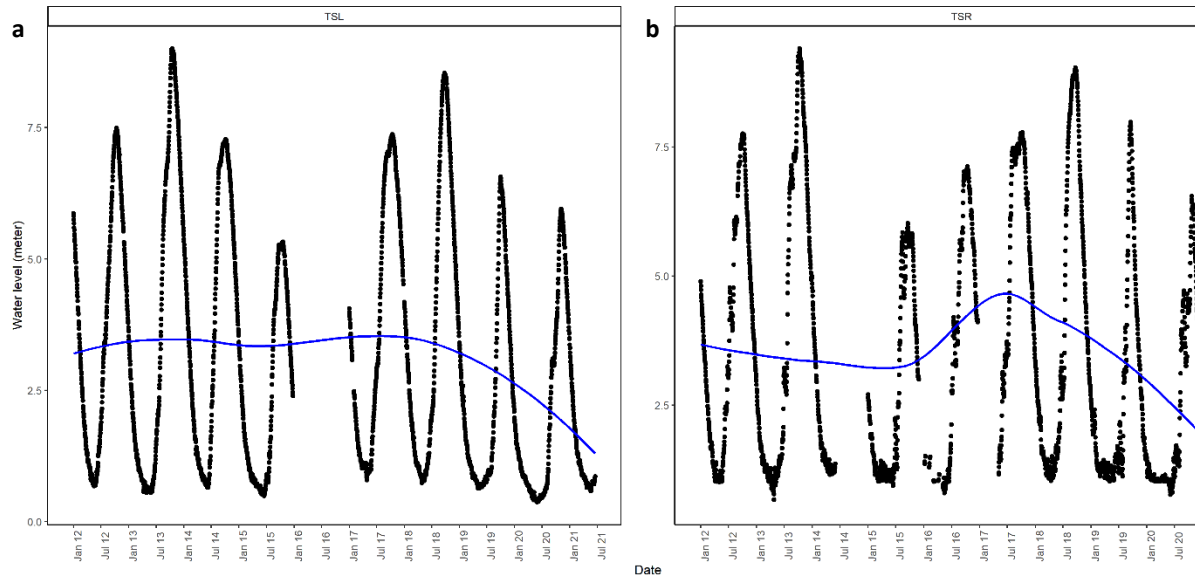 a
TSL
b
TSR
Water level (meter)
7.5
5.0
2.5
0.0
7.5
5.0
2.5
Jan 12
Jul 12
Jan 13
Jul 13
Jan 14
Jul 14
Jan 15
Jul 15
Jan 16
Jul 16
Jan 17
Jul 17
Jan 18
Jul 18
Jan 19
Jul 19
Jan 20
Jul 20
Jan 21
Jul 21
Jan 12
Jul 12
Jan 13
Jul 13
Jan 14
Jul 14
Jan 15
Jul 15
Jan 16
Jul 16
Jan 17
Jul 17
Jan 18
Jul 18
Jan 19
Jul 19
Jan 20
Jul 20
Date